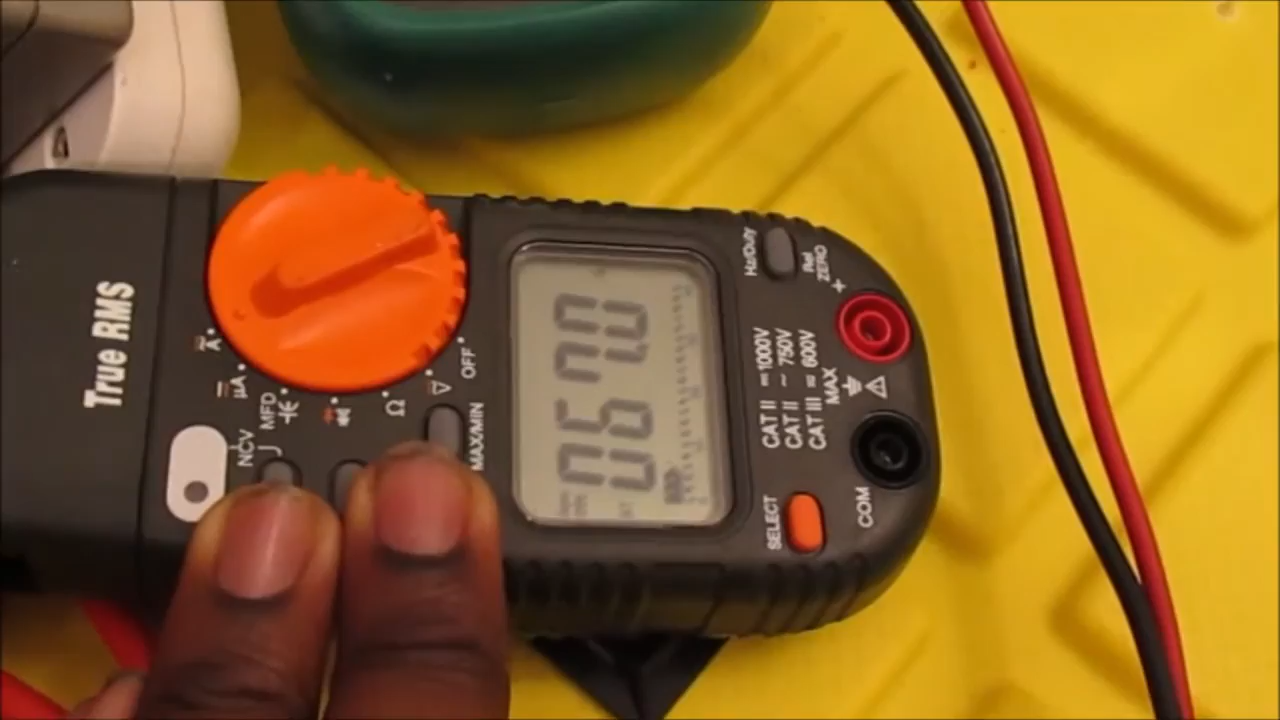 True RMS
A
μA
MFD
NCV
Ω
V
OFF
MAX/MIN
Hz/Duty
Rel
ZERO
+
CAT II ⎓ 1000V
CAT II ~ 750V
CAT III ≂ 600V
MAX
SELECT
COM